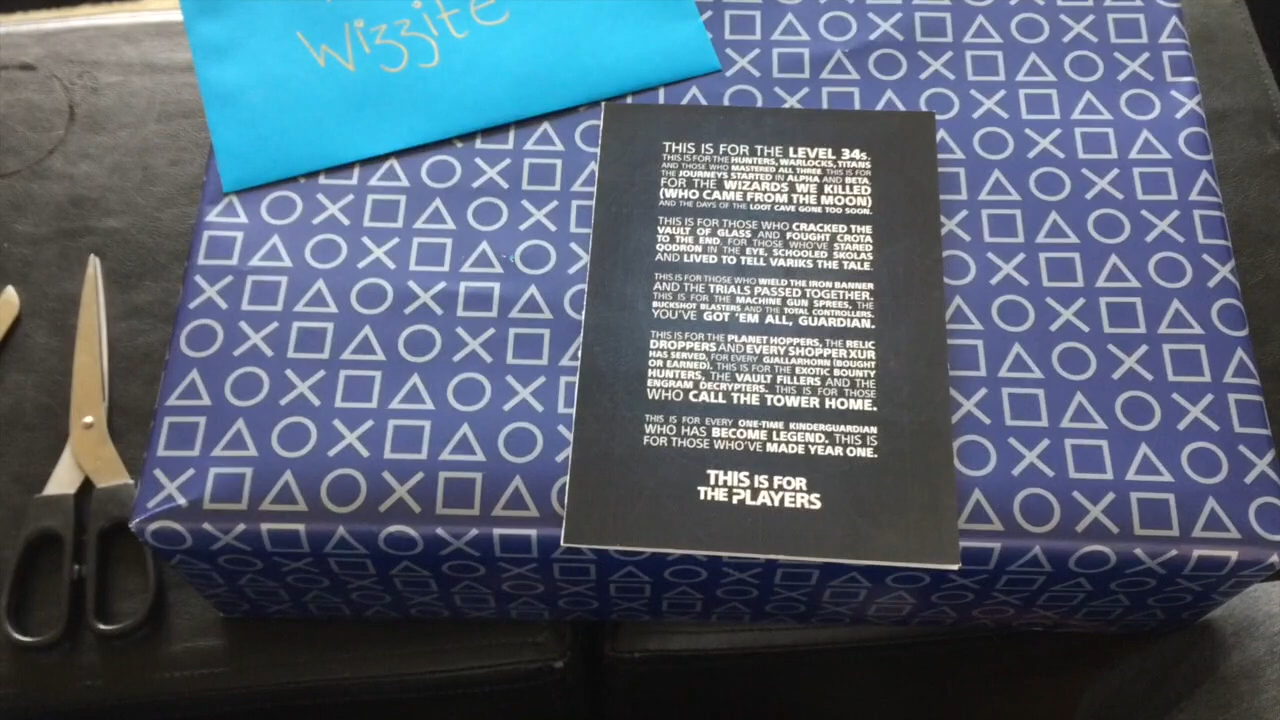 Wizzite
THIS IS FOR THE LEVEL 34s.
THIS IS FOR THE HUNTERS, WARLOCKS, TITANS
AND THOSE WHO MASTERED ALL THREE. THIS IS FOR
THE JOURNEYS STARTED IN ALPHA AND BETA.
FOR THE WIZARDS WE KILLED
(WHO CAME FROM THE MOON)
AND THE DAYS OF THE LOOT CAVE GONE TOO SOON.
THIS IS FOR THOSE WHO CRACKED THE
VAULT OF GLASS AND FOUGHT CROTA
TO THE END. FOR THOSE WHO'VE STARED
QODRON IN THE EYE, SCHOOLED SKOLAS
AND LIVED TO TELL VARIKS THE TALE.
THIS IS FOR THOSE WHO WIELD THE IRON BANNER
AND THE TRIALS PASSED TOGETHER.
THIS IS FOR THE MACHINE GUN SPREES, THE
BUCKSHOT BLASTERS AND THE TOTAL CONTROLLERS.
YOU'VE GOT 'EM ALL, GUARDIAN.
THIS IS FOR THE PLANET HOPPERS, THE RELIC
DROPPERS AND EVERY SHOPPER XUR
HAS SERVED, FOR EVERY GJALLARHORN (BOUGHT
OR EARNED). THIS IS FOR THE EXOTIC BOUNTY
HUNTERS, THE VAULT FILLERS AND THE
ENGRAM DECRYPTERS. THIS IS FOR THOSE
WHO CALL THE TOWER HOME.
THIS IS FOR EVERY ONE-TIME KINDERGUARDIAN
WHO HAS BECOME LEGEND. THIS IS
FOR THOSE WHO'VE MADE YEAR ONE.
THIS IS FOR
THE PLAYERS